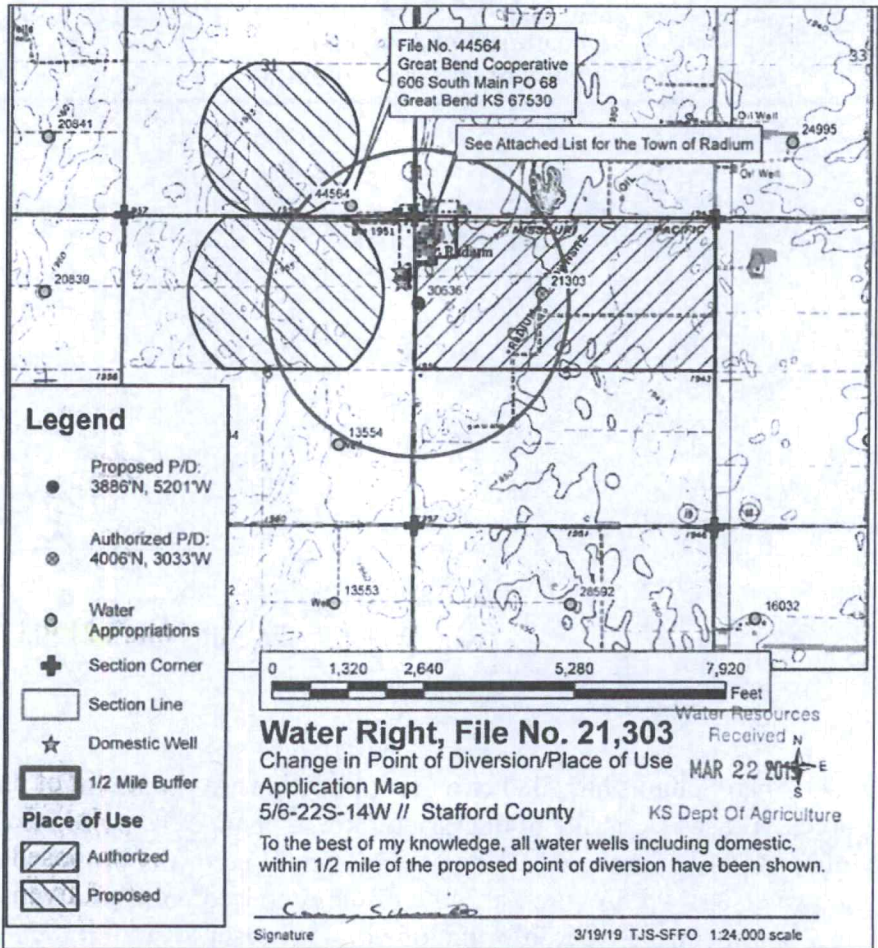 File No. 44564
Great Bend Cooperative
606 South Main PO 68
Great Bend KS 67530
See Attached List for the Town of Radium
31
33
20841
24995
Oil Well
44564
MISSOURI PACIFIC
1951
Radium
20839
21303
30636
RADIUM
13554
1943
13553
28592
16032
Legend
Proposed P/D:
3886'N, 5201'W
Authorized P/D:
4006'N, 3033'W
Water
Appropriations
Section Corner
Section Line
Domestic Well
1/2 Mile Buffer
Place of Use
Authorized
Proposed
0 1,320 2,640 5,280 7,920
Feet
Water Right, File No. 21,303
Change in Point of Diversion/Place of Use
Application Map
5/6-22S-14W // Stafford County
Water Resources
Received
MAR 22 2019
KS Dept Of Agriculture
N
E
S
To the best of my knowledge, all water wells including domestic,
within 1/2 mile of the proposed point of diversion have been shown.
Signature
3/19/19 TJS-SFFO 1:24,000 scale